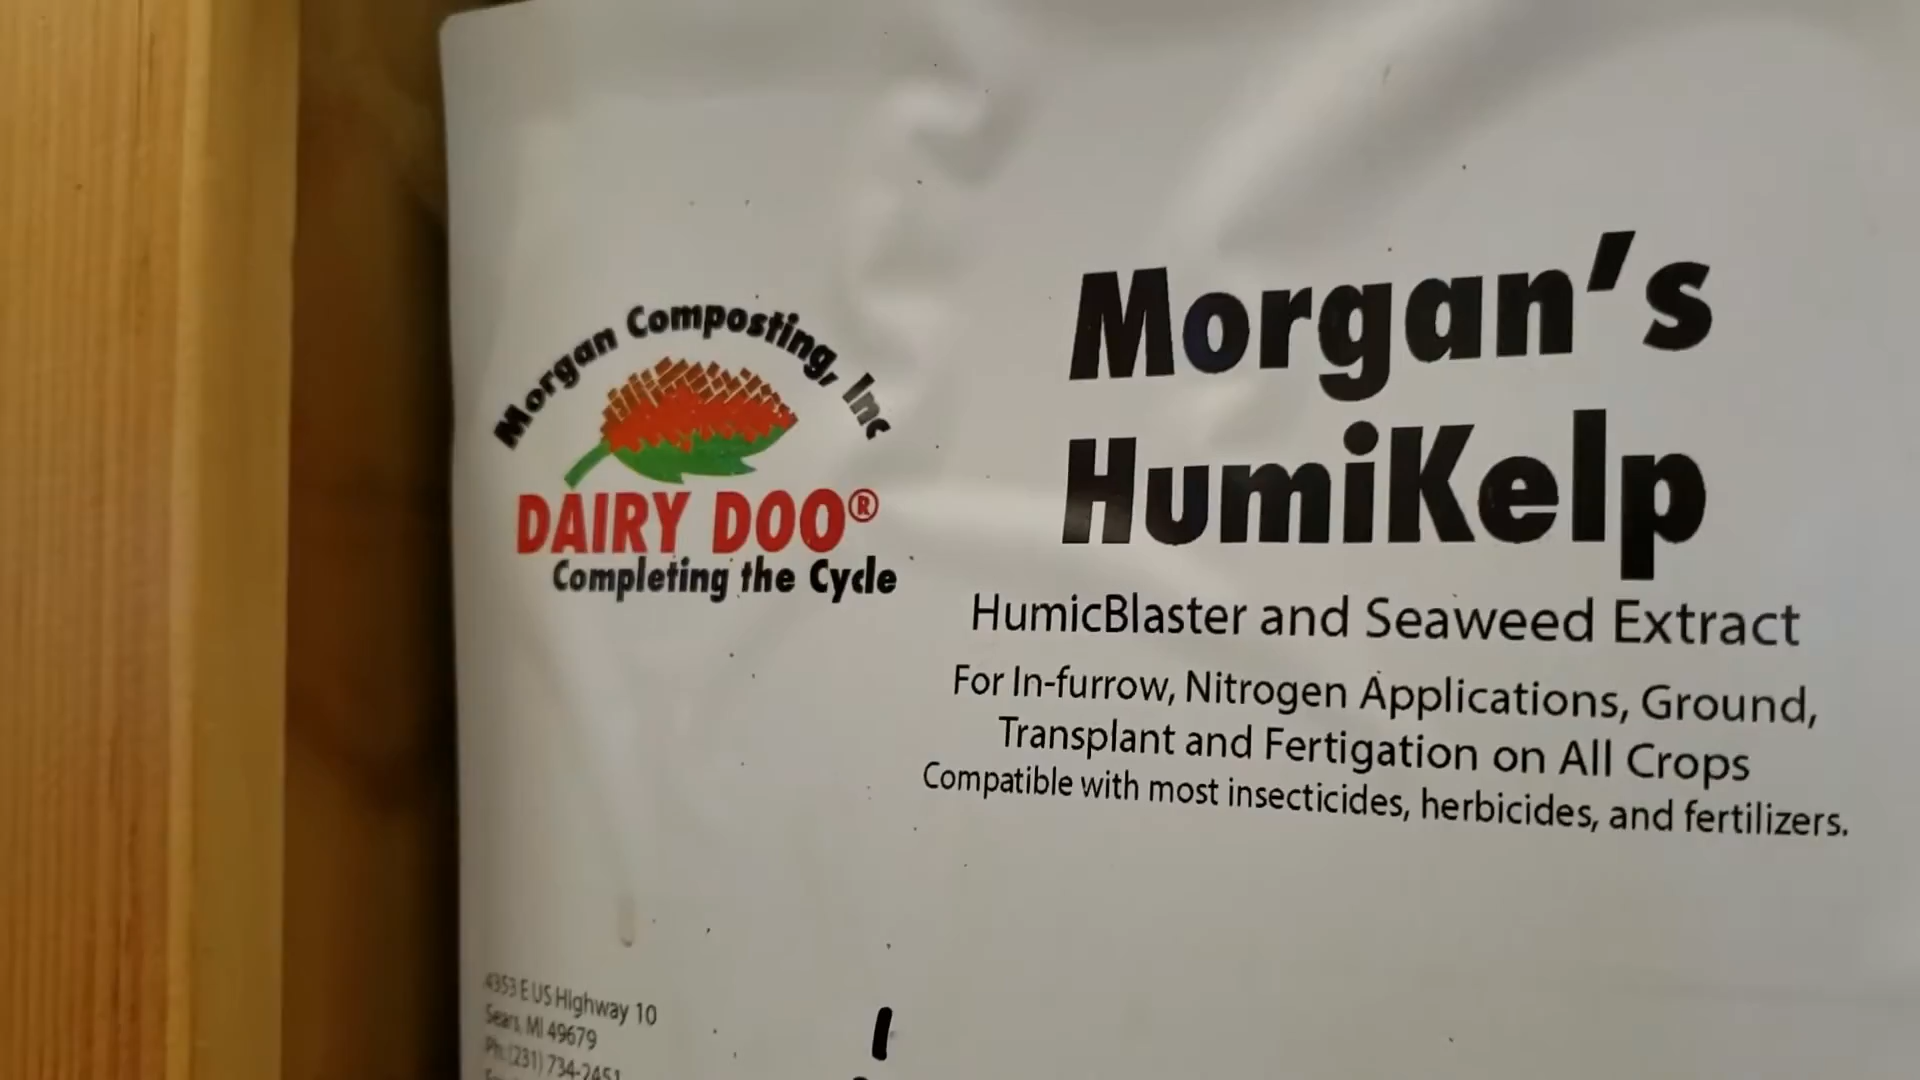 Morgan Composting, Inc
DAIRY DOO®
Completing the Cycle
Morgan's
HumiKelp
HumicBlaster and Seaweed Extract
For In-furrow, Nitrogen Applications, Ground,
Transplant and Fertigation on All Crops
Compatible with most insecticides, herbicides, and fertilizers.
4353 E US Highway 10
Sears, MI 49679
Ph: (231) 734-2451